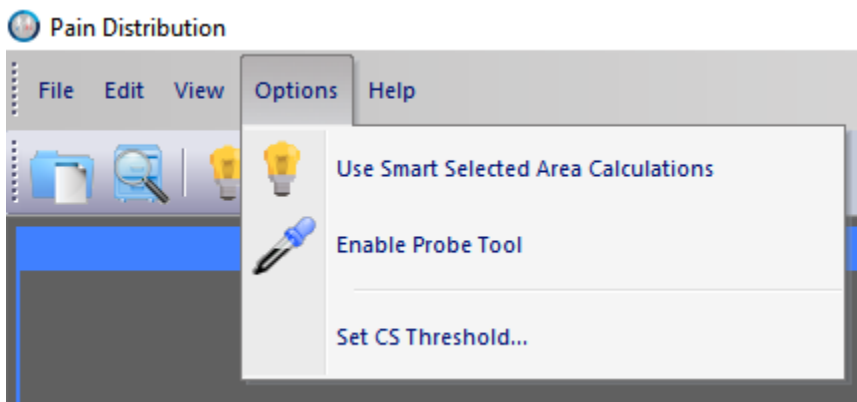 Pain Distribution
File Edit View Options Help
Use Smart Selected Area Calculations
Enable Probe Tool
Set CS Threshold...